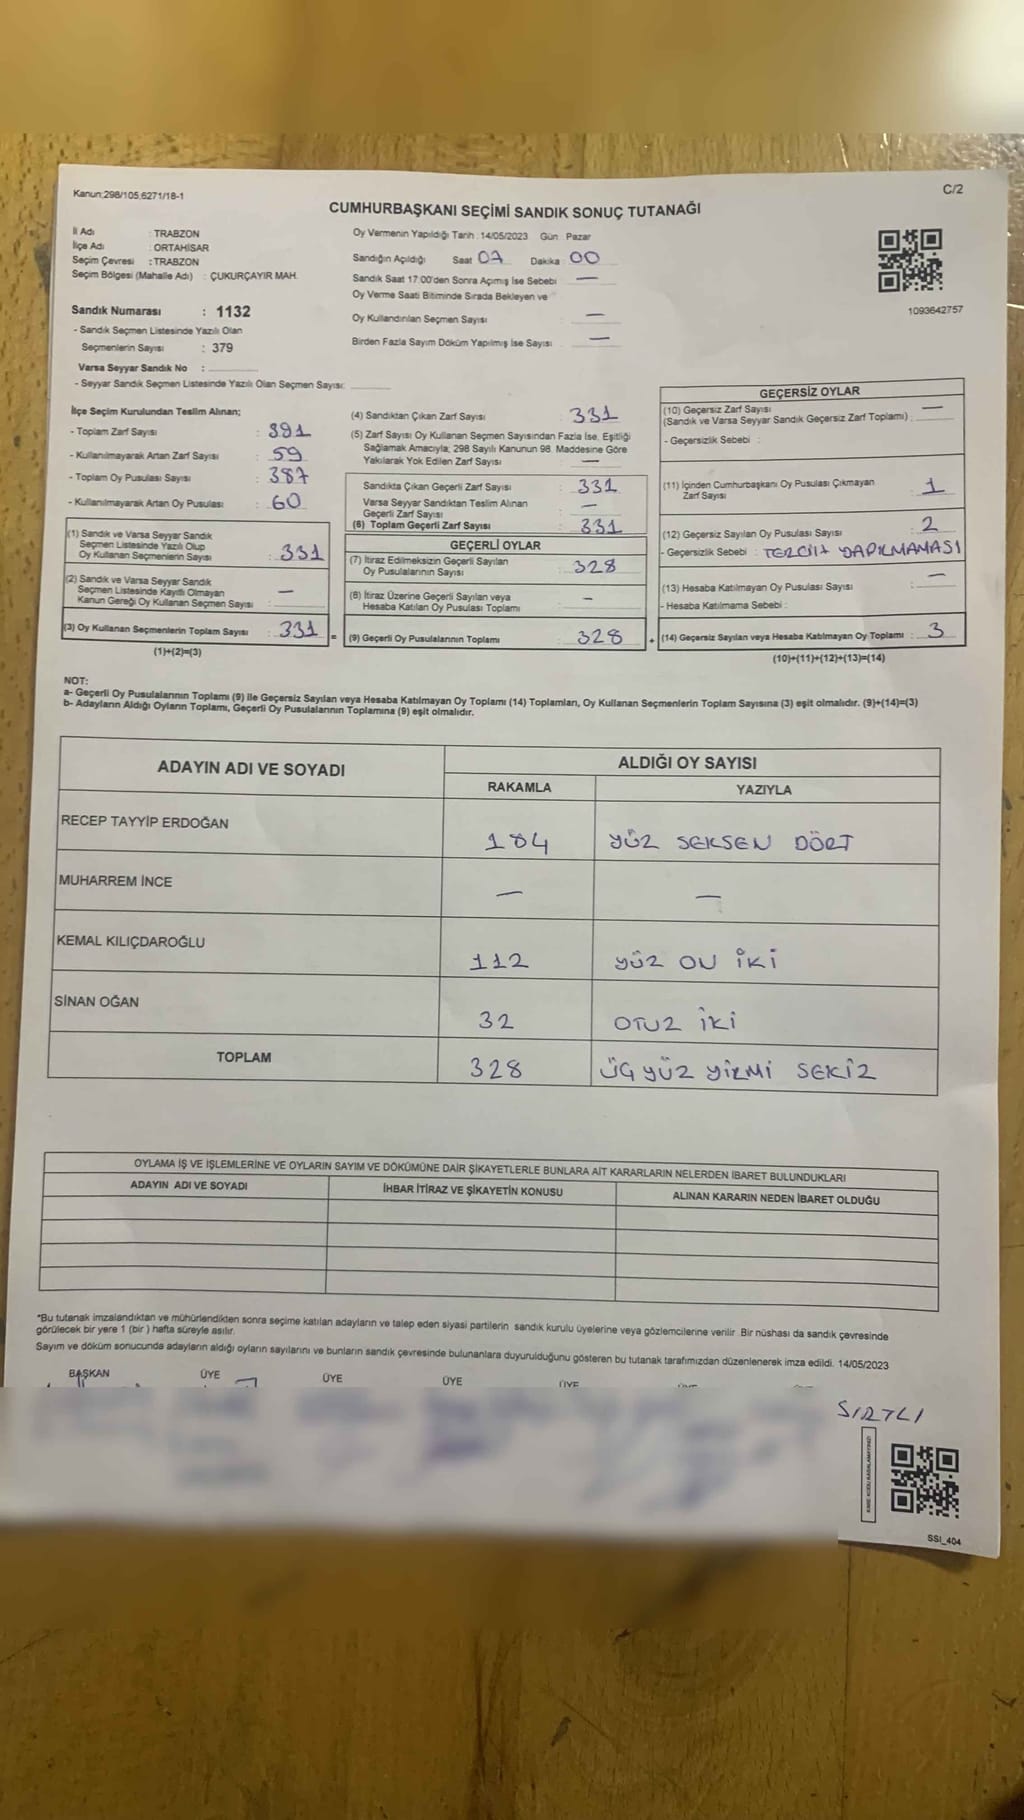 Kanun:298/105,6271/18-1
C/2
CUMHURBAŞKANI SEÇİMİ SANDIK SONUÇ TUTANAĞI
İl Adı : TRABZON
İlçe Adı : ORTAHİSAR
Seçim Çevresi : TRABZON
Seçim Bölgesi (Mahalle Adı) : ÇUKURÇAYIR MAH.
Oy Vermenin Yapıldığı Tarih : 14/05/2023 Gün : Pazar
Sandığın Açıldığı Saat 07 Dakika 00
Sandık Saat 17:00'den Sonra Açılmış İse Sebebi —
Oy Verme Saati Bitiminde Sırada Bekleyen ve
Oy Kullandırılan Seçmen Sayısı —
Birden Fazla Sayım Döküm Yapılmış İse Sayısı —
1093642757
Sandık Numarası : 1132
- Sandık Seçmen Listesinde Yazılı Olan
Seçmenlerin Sayısı : 379
Varsa Seyyar Sandık No :
- Seyyar Sandık Seçmen Listesinde Yazılı Olan Seçmen Sayısı:
İlçe Seçim Kurulundan Teslim Alınan;
- Toplam Zarf Sayısı : 391
- Kullanılmayarak Artan Zarf Sayısı : 59
- Toplam Oy Pusulası Sayısı : 387
- Kullanılmayarak Artan Oy Pusulası : 60
(1) Sandık ve Varsa Seyyar Sandık
Seçmen Listesinde Yazılı Olup
Oy Kullanan Seçmenlerin Sayısı : 331
(2) Sandık ve Varsa Seyyar Sandık
Seçmen Listesinde Kayıtlı Olmayan
Kanun Gereği Oy Kullanan Seçmen Sayısı : —
(3) Oy Kullanan Seçmenlerin Toplam Sayısı : 331 =
(1)+(2)=(3)
(4) Sandıktan Çıkan Zarf Sayısı : 331
(5) Zarf Sayısı Oy Kullanan Seçmen Sayısından Fazla İse, Eşitliği
Sağlamak Amacıyla; 298 Sayılı Kanunun 98. Maddesine Göre
Yakılarak Yok Edilen Zarf Sayısı : —
Sandıkta Çıkan Geçerli Zarf Sayısı : 331
Varsa Seyyar Sandıktan Teslim Alınan
Geçerli Zarf Sayısı : —
(6) Toplam Geçerli Zarf Sayısı : 331
GEÇERLİ OYLAR
(7) İtiraz Edilmeksizin Geçerli Sayılan
Oy Pusulalarının Sayısı : 328
(8) İtiraz Üzerine Geçerli Sayılan veya
Hesaba Katılan Oy Pusulası Toplamı : —
(9) Geçerli Oy Pusulalarının Toplamı : 328 +
GEÇERSİZ OYLAR
(10) Geçersiz Zarf Sayısı
(Sandık ve Varsa Seyyar Sandık Geçersiz Zarf Toplamı) : —
- Geçersizlik Sebebi :
(11) İçinden Cumhurbaşkanı Oy Pusulası Çıkmayan
Zarf Sayısı : 1
(12) Geçersiz Sayılan Oy Pusulası Sayısı : 2
- Geçersizlik Sebebi : TERCİH YAPILMAMASI
(13) Hesaba Katılmayan Oy Pusulası Sayısı : —
- Hesaba Katılmama Sebebi :
(14) Geçersiz Sayılan veya Hesaba Katılmayan Oy Toplamı : 3
(10)+(11)+(12)+(13)=(14)
NOT:
a- Geçerli Oy Pusulalarının Toplamı (9) ile Geçersiz Sayılan veya Hesaba Katılmayan Oy Toplamı (14) Toplamları, Oy Kullanan Seçmenlerin Toplam Sayısına (3) eşit olmalıdır. (9)+(14)=(3)
b- Adayların Aldığı Oyların Toplamı, Geçerli Oy Pusulalarının Toplamına (9) eşit olmalıdır.
ADAYIN ADI VE SOYADI
ALDIĞI OY SAYISI
RAKAMLA YAZIYLA
RECEP TAYYİP ERDOĞAN 184 YÜZ SEKSEN DÖRT
MUHARREM İNCE — —
KEMAL KILIÇDAROĞLU 112 YÜZ ON İKİ
SİNAN OĞAN 32 OTUZ İKİ
TOPLAM 328 ÜÇ YÜZ YİRMİ SEKİZ
OYLAMA İŞ VE İŞLEMLERİNE VE OYLARIN SAYIM VE DÖKÜMÜNE DAİR ŞİKAYETLERLE BUNLARA AİT KARARLARIN NELERDEN İBARET BULUNDUKLARI
ADAYIN ADI VE SOYADI İHBAR İTİRAZ VE ŞİKAYETİN KONUSU ALINAN KARARIN NEDEN İBARET OLDUĞU
*Bu tutanak imzalandıktan ve mühürlendikten sonra seçime katılan adayların ve talep eden siyasi partilerin sandık kurulu üyelerine veya gözlemcilerine verilir. Bir nüshası da sandık çevresinde
görülecek bir yere 1 (bir ) hafta süreyle asılır.
Sayım ve döküm sonucunda adayların aldığı oyların sayılarını ve bunların sandık çevresinde bulunanlara duyurulduğunu gösteren bu tutanak tarafımızdan düzenlenerek imza edildi. 14/05/2023
BAŞKAN ÜYE ÜYE ÜYE ÜYE
SIRTLI
SSI_404